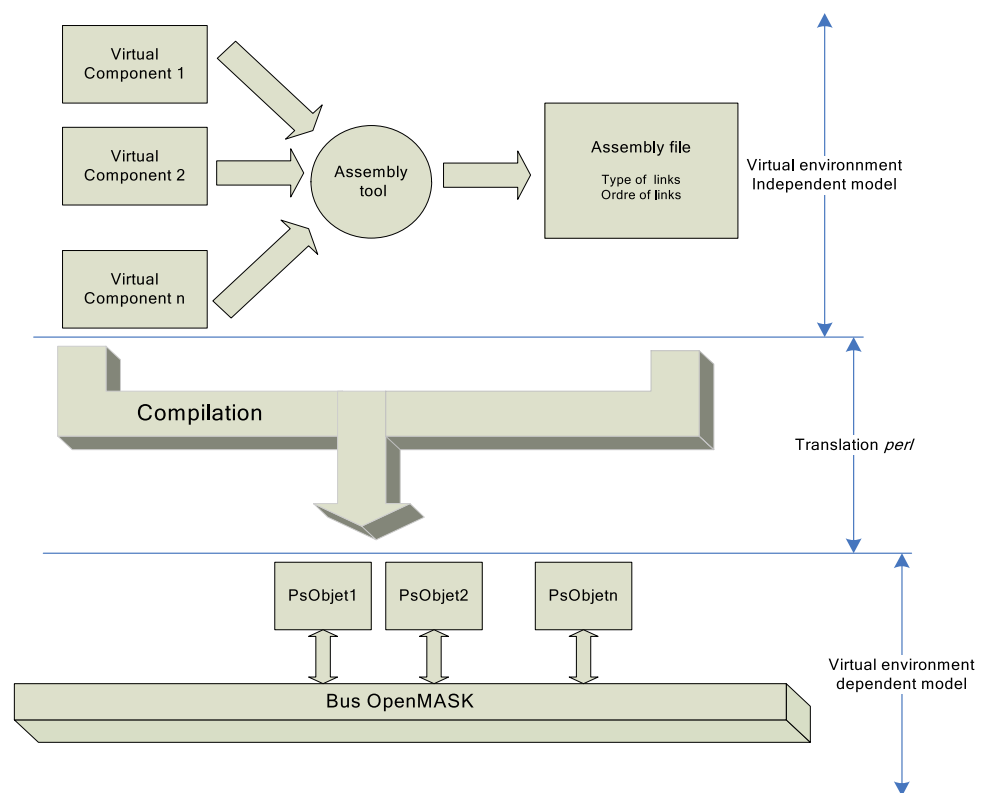 Virtual
Component 1
Virtual
Component 2
Virtual
Component n
Assembly
tool
Assembly file
Type of links
Ordre of links
Virtual environnment
Independent model
Compilation
Translation perl
PsObjet1
PsObjet2
PsObjetn
Bus OpenMASK
Virtual environment
dependent model